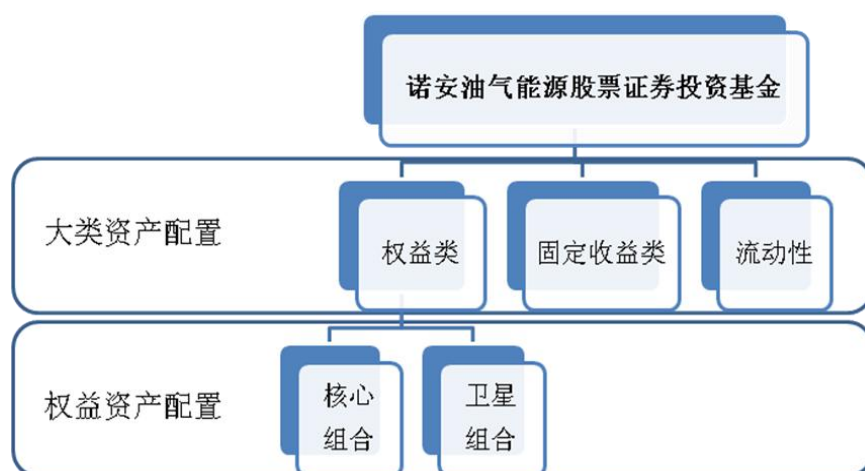 诺安油气能源股票证券投资基金
大类资产配置
权益类
固定收益类
流动性
权益资产配置
核心
组合
卫星
组合